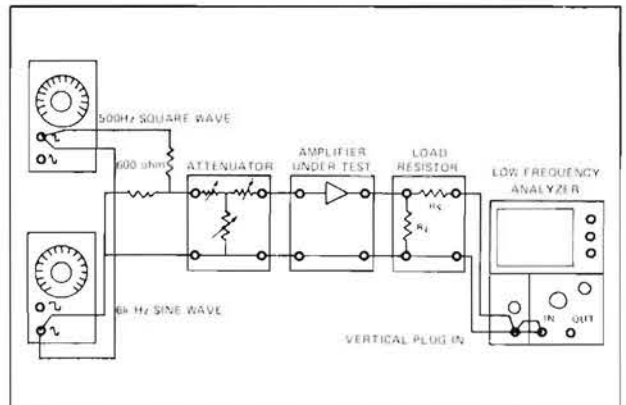 500Hz SQUARE WAVE
600 ohm
ATTENUATOR
AMPLIFIER
UNDER TEST
LOAD
RESISTOR
LOW FREQUENCY
ANALYZER
RL
6k Hz SINE WAVE
IN OUT
VERTICAL PLUG IN